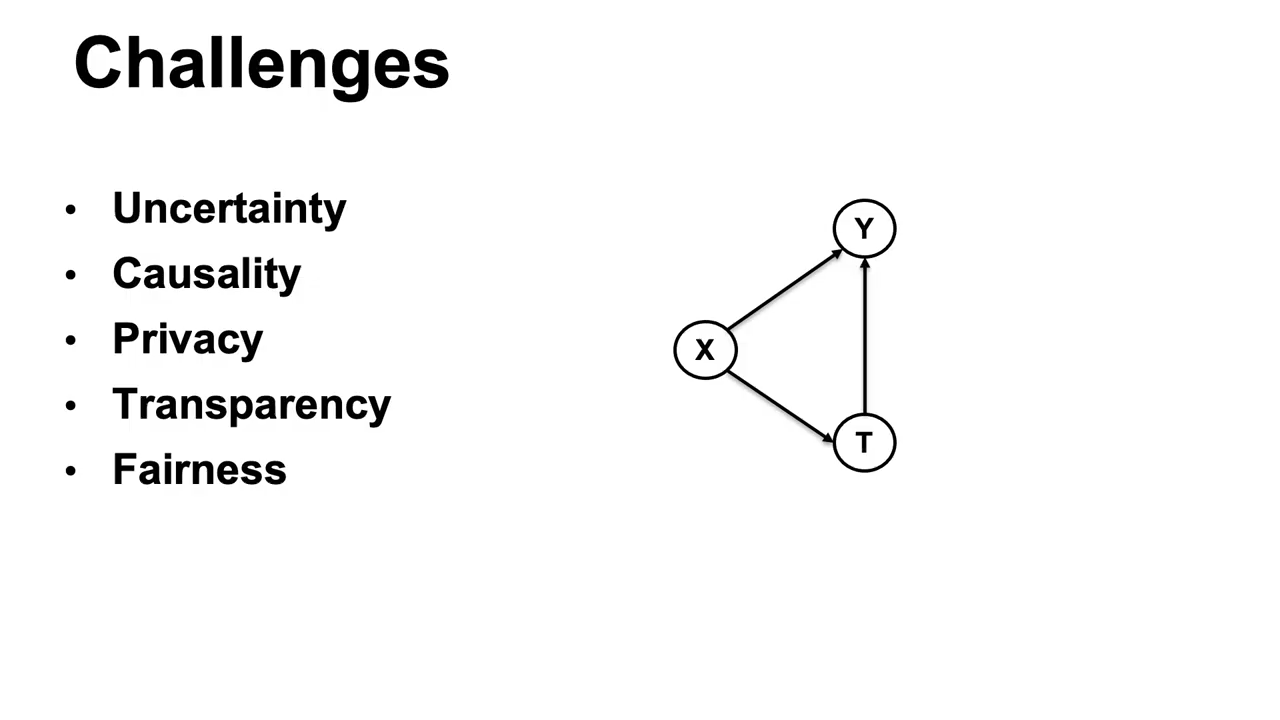 Challenges
• Uncertainty
• Causality
• Privacy
• Transparency
• Fairness
Y
X
T